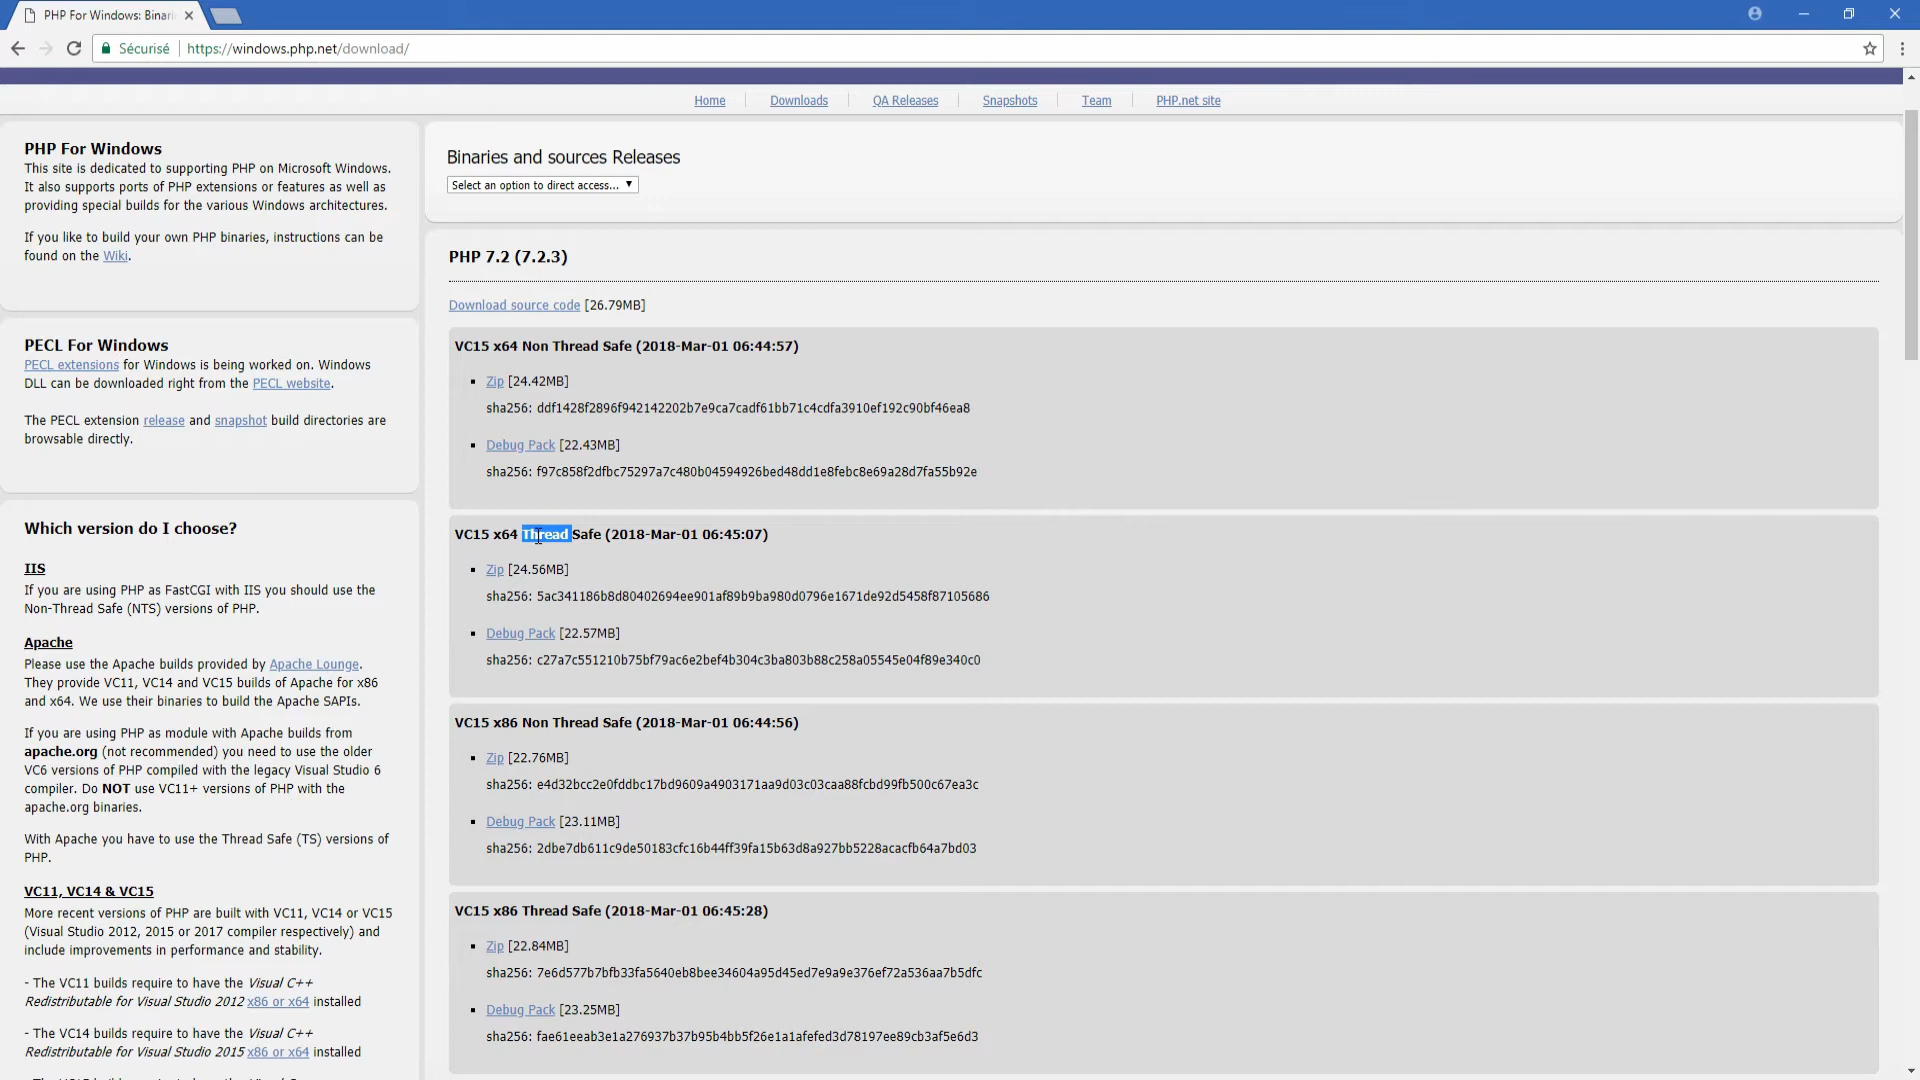 PHP For Windows: Binari
Sécurisé https://windows.php.net/download/
Home Downloads QA Releases Snapshots Team PHP.net site
PHP For Windows
This site is dedicated to supporting PHP on Microsoft Windows.
It also supports ports of PHP extensions or features as well as
providing special builds for the various Windows architectures.
If you like to build your own PHP binaries, instructions can be
found on the Wiki.
PECL For Windows
PECL extensions for Windows is being worked on. Windows
DLL can be downloaded right from the PECL website.
The PECL extension release and snapshot build directories are
browsable directly.
Which version do I choose?
IIS
If you are using PHP as FastCGI with IIS you should use the
Non-Thread Safe (NTS) versions of PHP.
Apache
Please use the Apache builds provided by Apache Lounge.
They provide VC11, VC14 and VC15 builds of Apache for x86
and x64. We use their binaries to build the Apache SAPIs.
If you are using PHP as module with Apache builds from
apache.org (not recommended) you need to use the older
VC6 versions of PHP compiled with the legacy Visual Studio 6
compiler. Do NOT use VC11+ versions of PHP with the
apache.org binaries.
With Apache you have to use the Thread Safe (TS) versions of
PHP.
VC11, VC14 & VC15
More recent versions of PHP are built with VC11, VC14 or VC15
(Visual Studio 2012, 2015 or 2017 compiler respectively) and
include improvements in performance and stability.
- The VC11 builds require to have the Visual C++
Redistributable for Visual Studio 2012 x86 or x64 installed
- The VC14 builds require to have the Visual C++
Redistributable for Visual Studio 2015 x86 or x64 installed
Binaries and sources Releases
Select an option to direct access...
PHP 7.2 (7.2.3)
Download source code [26.79MB]
VC15 x64 Non Thread Safe (2018-Mar-01 06:44:57)
Zip [24.42MB]
sha256: ddf1428f2896f942142202b7e9ca7cadf61bb71c4cdfa3910ef192c90bf46ea8
Debug Pack [22.43MB]
sha256: f97c858f2dfbc75297a7c480b04594926bed48dd1e8febc8e69a28d7fa55b92e
VC15 x64 Thread Safe (2018-Mar-01 06:45:07)
Zip [24.56MB]
sha256: 5ac341186b8d80402694ee901af89b9ba980d0796e1671de92d5458f87105686
Debug Pack [22.57MB]
sha256: c27a7c551210b75bf79ac6e2bef4b304c3ba803b88c258a05545e04f89e340c0
VC15 x86 Non Thread Safe (2018-Mar-01 06:44:56)
Zip [22.76MB]
sha256: e4d32bcc2e0fddbc17bd9609a4903171aa9d03c03caa88fcbd99fb500c67ea3c
Debug Pack [23.11MB]
sha256: 2dbe7db611c9de50183cfc16b44ff39fa15b63d8a927bb5228acacfb64a7bd03
VC15 x86 Thread Safe (2018-Mar-01 06:45:28)
Zip [22.84MB]
sha256: 7e6d577b7bfb33fa5640eb8bee34604a95d45ed7e9a9e376ef72a536aa7b5dfc
Debug Pack [23.25MB]
sha256: fae61eeab3e1a276937b37b95b4bb5f26e1a1afefed3d78197ee89cb3af5e6d3